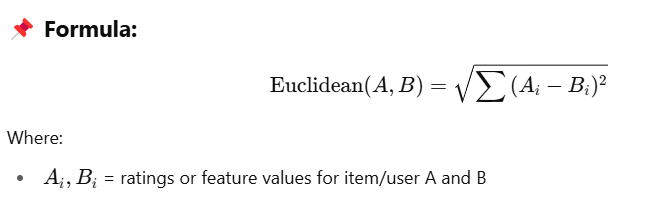 📌 Formula:
Euclidean(A, B) = √∑(Aᵢ − Bᵢ)²
Where:
• Aᵢ, Bᵢ = ratings or feature values for item/user A and B